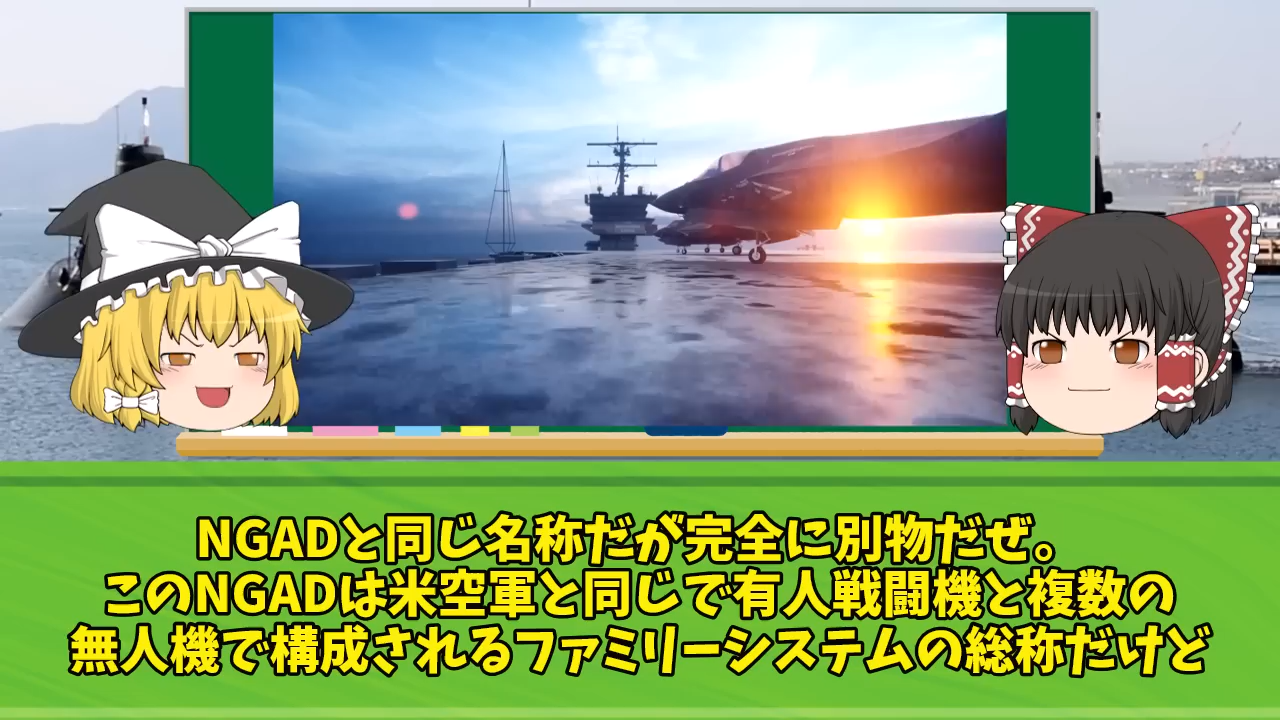 NGADと同じ名称だが完全に別物だぜ。
このNGADは米空軍と同じで有人戦闘機と複数の
無人機で構成されるファミリーシステムの総称だけど